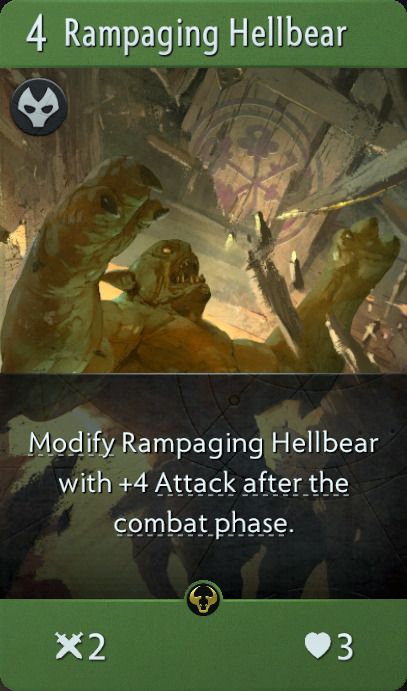 4 Rampaging Hellbear
Modify Rampaging Hellbear
with +4 Attack after the
combat phase.
2 3